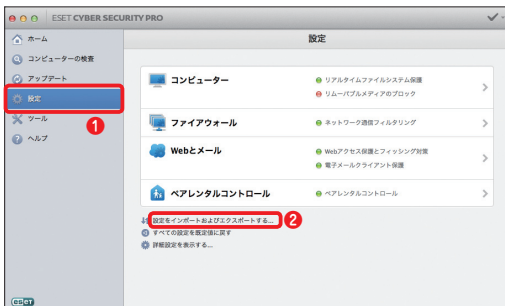 ESET CYBER SECURITY PRO
ホーム
コンピューターの検査
アップデート
設定
ツール
ヘルプ
1
設定
コンピューター
リアルタイムファイルシステム保護
リムーバブルメディアのブロック
ファイアウォール
ネットワーク通信フィルタリング
Webとメール
Webアクセス保護とフィッシング対策
電子メールクライアント保護
ペアレンタルコントロール
ペアレンタルコントロール
設定をインポートおよびエクスポートする...
2
すべての設定を既定値に戻す
詳細設定を表示する...
eseT